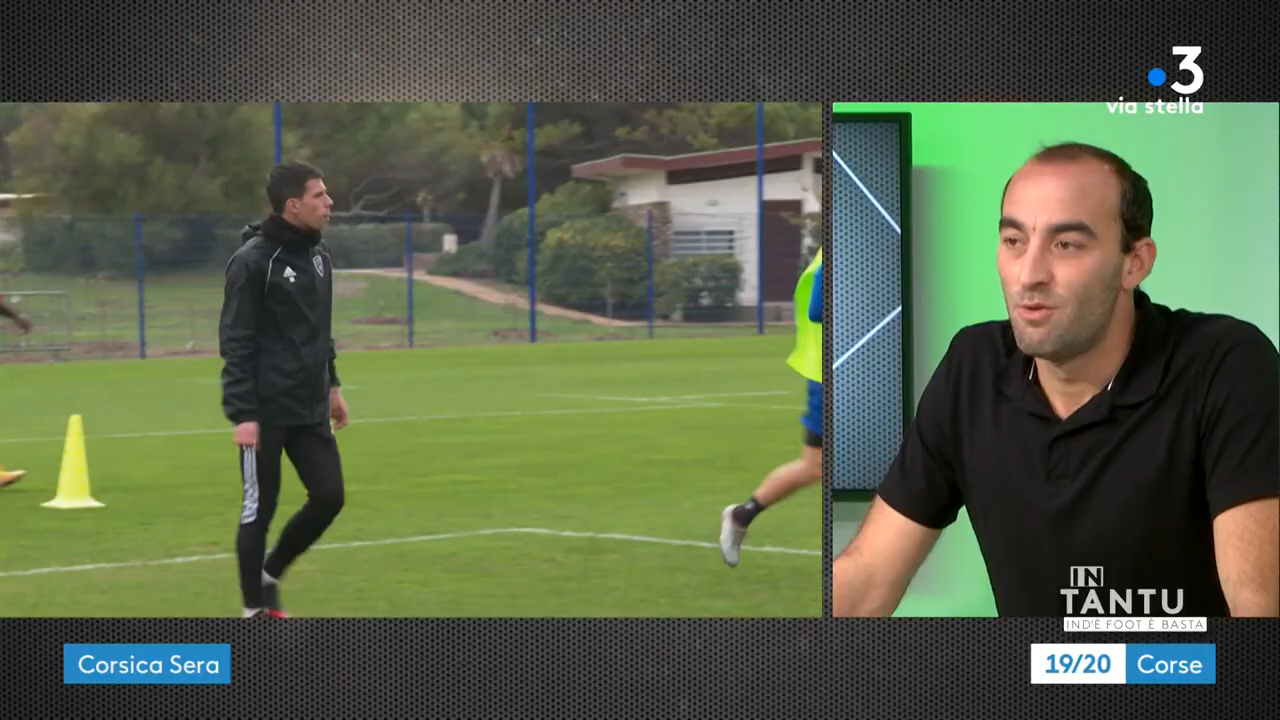 3
via stella
IN
TANTU
IND'È FOOT È BASTA
Corsica Sera
19/20 Corse